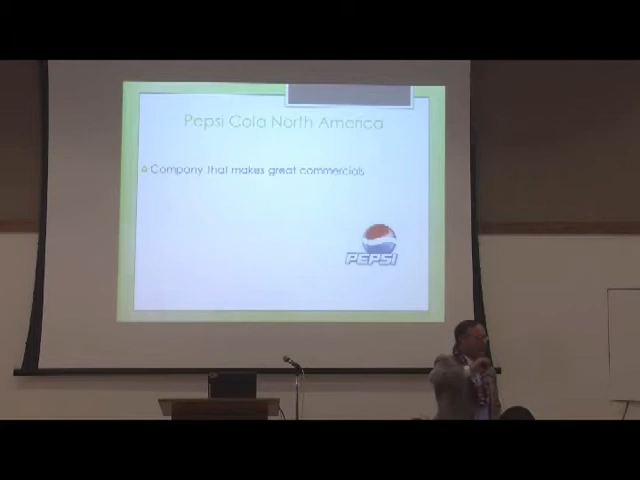 Pepsi Cola North America
Company that makes great commercials
PEPSI